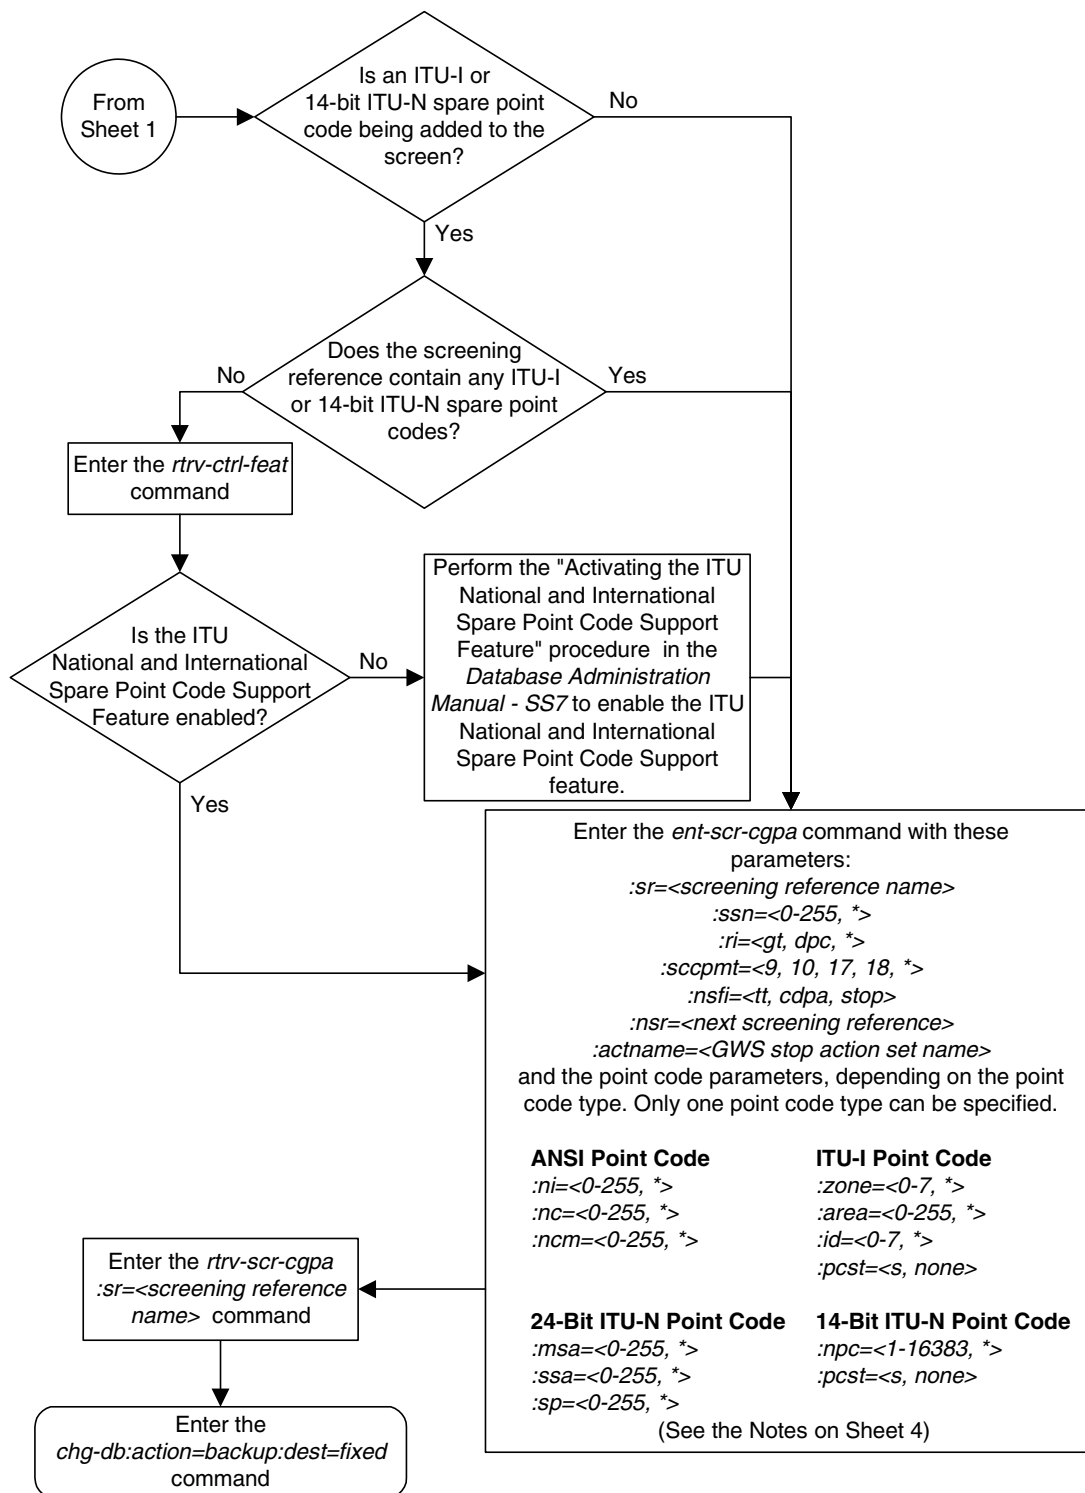 From
Sheet 1
Is an ITU-I or
14-bit ITU-N spare point
code being added to the
screen?
No
Yes
Does the screening
reference contain any ITU-I
or 14-bit ITU-N spare point
codes?
No
Yes
Enter the rtrv-ctrl-feat
command
Is the ITU
National and International
Spare Point Code Support
Feature enabled?
No
Yes
Perform the "Activating the ITU
National and International
Spare Point Code Support
Feature" procedure in the
Database Administration
Manual - SS7 to enable the ITU
National and International
Spare Point Code Support
feature.
Enter the ent-scr-cgpa command with these
parameters:
:sr=<screening reference name>
:ssn=<0-255, *>
:ri=<gt, dpc, *>
:sccpmt=<9, 10, 17, 18, *>
:nsfi=<tt, cdpa, stop>
:nsr=<next screening reference>
:actname=<GWS stop action set name>
and the point code parameters, depending on the point
code type. Only one point code type can be specified.
ANSI Point Code
:ni=<0-255, *>
:nc=<0-255, *>
:ncm=<0-255, *>
ITU-I Point Code
:zone=<0-7, *>
:area=<0-255, *>
:id=<0-7, *>
:pcst=<s, none>
24-Bit ITU-N Point Code
:msa=<0-255, *>
:ssa=<0-255, *>
:sp=<0-255, *>
14-Bit ITU-N Point Code
:npc=<1-16383, *>
:pcst=<s, none>
(See the Notes on Sheet 4)
Enter the rtrv-scr-cgpa
:sr=<screening reference
name> command
Enter the
chg-db:action=backup:dest=fixed
command